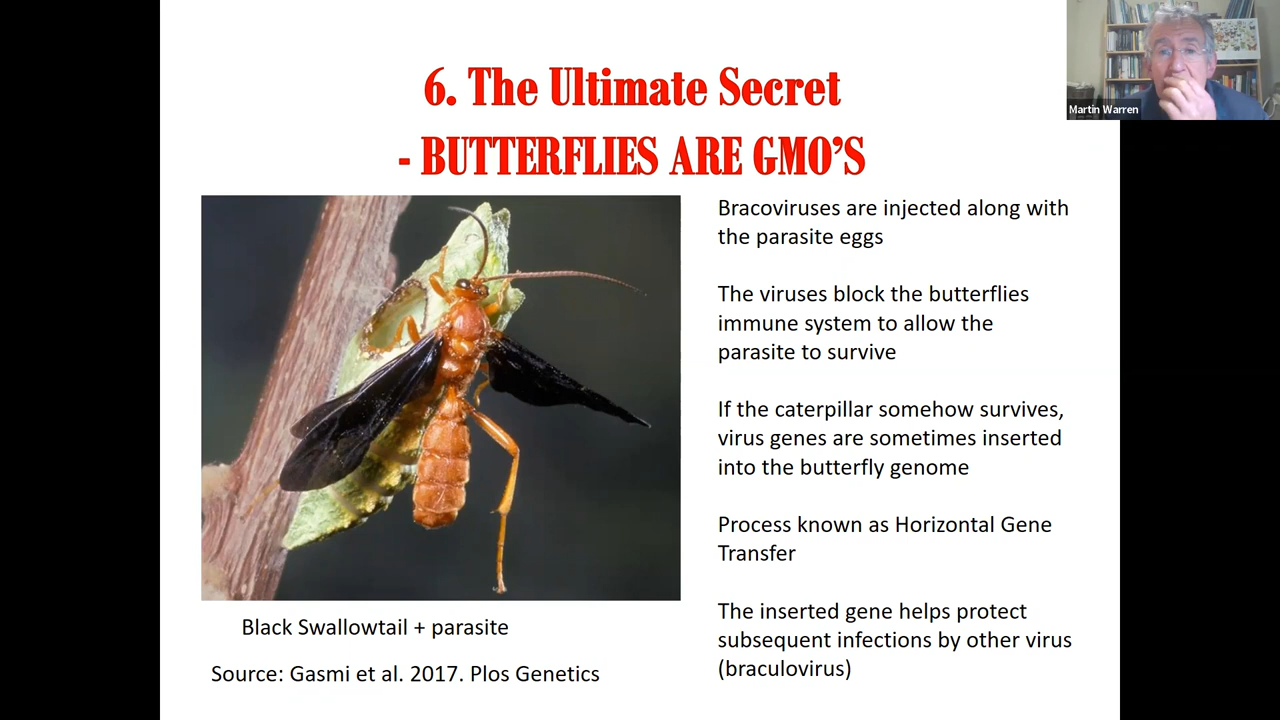 6. The Ultimate Secret
- BUTTERFLIES ARE GMO'S
Martin Warren
Bracoviruses are injected along with
the parasite eggs
The viruses block the butterflies
immune system to allow the
parasite to survive
If the caterpillar somehow survives,
virus genes are sometimes inserted
into the butterfly genome
Process known as Horizontal Gene
Transfer
The inserted gene helps protect
subsequent infections by other virus
(braculovirus)
Black Swallowtail + parasite
Source: Gasmi et al. 2017. Plos Genetics